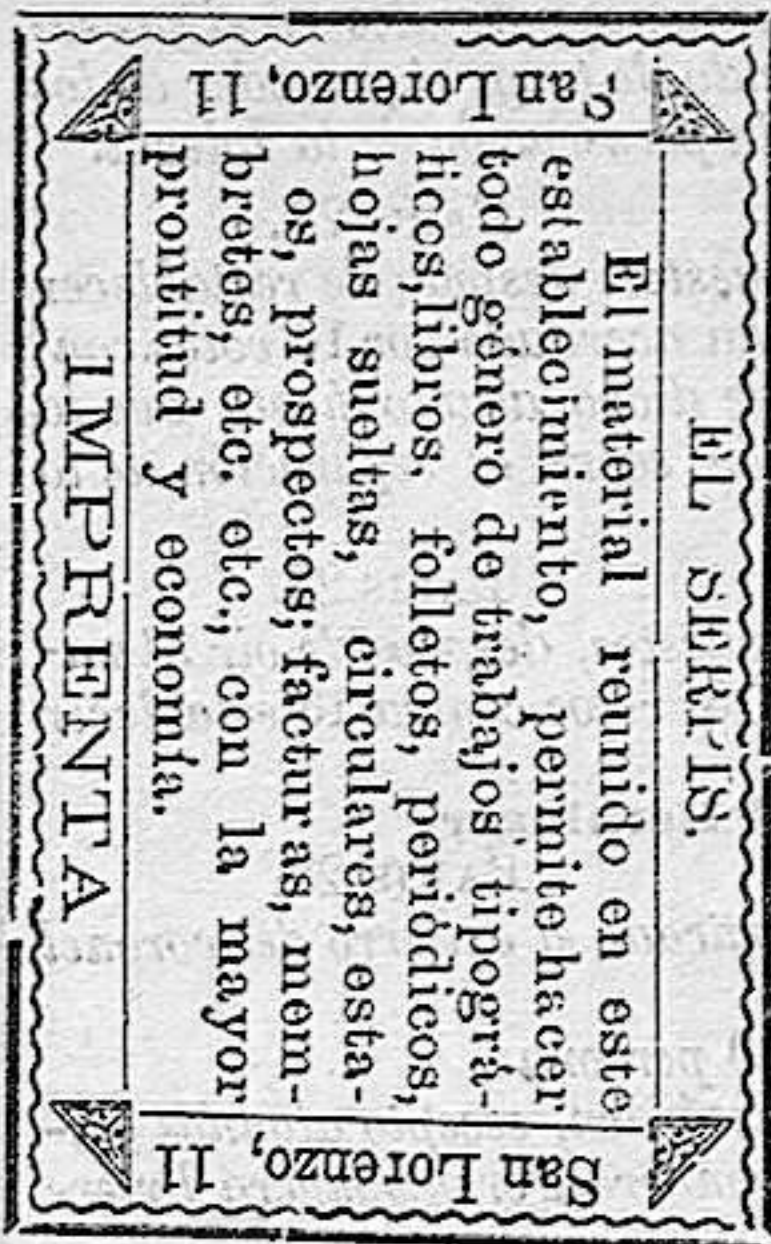 EL SERPIS.
San Lorenzo, 11
El material reunido en este
establecimiento, permite hacer
todo género de trabajos tipográ-
ficos, libros, folletos, periódicos,
hojas sueltas, circulares, esta-
os, prospectos; facturas, mem-
bretes, etc. etc., con la mayor
prontitud y economía.
San Lorenzo, 11
IMPRENTA